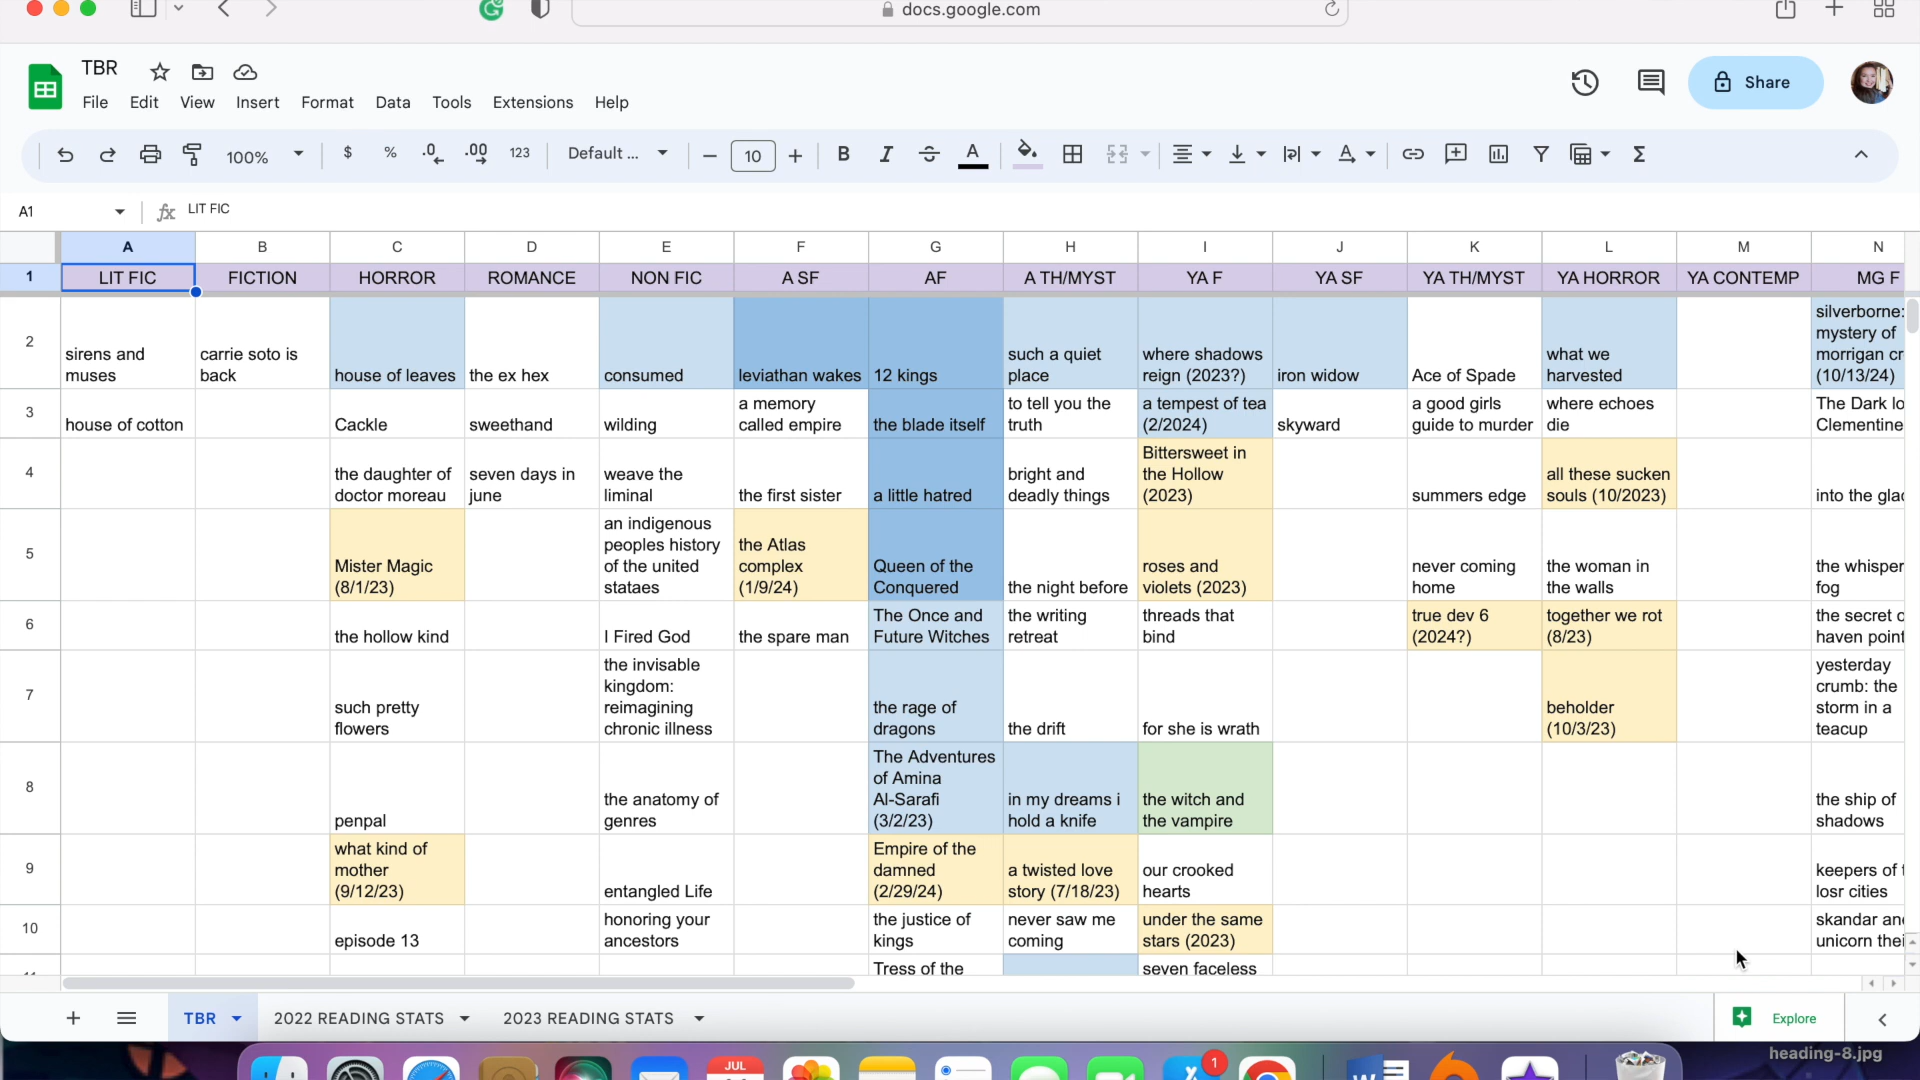 docs.google.com
TBR
File Edit View Insert Format Data Tools Extensions Help
Share
100% $ % .0 .00 123 Default ... 10 B I A A Σ
A1 fx LIT FIC
A B C D E F G H I J K L M N
1 LIT FIC FICTION HORROR ROMANCE NON FIC A SF AF A TH/MYST YA F YA SF YA TH/MYST YA HORROR YA CONTEMP MG F
2
sirens and
muses
carrie soto is
back
house of leaves
the ex hex
consumed
leviathan wakes
12 kings
such a quiet
place
where shadows
reign (2023?)
iron widow
Ace of Spade
what we
harvested
silverborne:
mystery of
morrigan cr
(10/13/24)
3
house of cotton
Cackle
sweethand
wilding
a memory
called empire
the blade itself
to tell you the
truth
a tempest of tea
(2/2024)
skyward
a good girls
guide to murder
where echoes
die
The Dark lo
Clementine
4
the daughter of
doctor moreau
seven days in
june
weave the
liminal
the first sister
a little hatred
bright and
deadly things
Bittersweet in
the Hollow
(2023)
summers edge
all these sucken
souls (10/2023)
into the gla
5
Mister Magic
(8/1/23)
an indigenous
peoples history
of the united
stataes
the Atlas
complex
(1/9/24)
Queen of the
Conquered
the night before
roses and
violets (2023)
never coming
home
the woman in
the walls
the whisper
fog
6
the hollow kind
I Fired God
the spare man
The Once and
Future Witches
the writing
retreat
threads that
bind
true dev 6
(2024?)
together we rot
(8/23)
the secret o
haven point
7
such pretty
flowers
the invisable
kingdom:
reimagining
chronic illness
the rage of
dragons
the drift
for she is wrath
beholder
(10/3/23)
yesterday
crumb: the
storm in a
teacup
8
penpal
the anatomy of
genres
The Adventures
of Amina
Al-Sarafi
(3/2/23)
in my dreams i
hold a knife
the witch and
the vampire
the ship of
shadows
9
what kind of
mother
(9/12/23)
entangled Life
Empire of the
damned
(2/29/24)
a twisted love
story (7/18/23)
our crooked
hearts
keepers of
losr cities
10
episode 13
honoring your
ancestors
the justice of
kings
never saw me
coming
under the same
stars (2023)
skandar an
unicorn thei
Tress of the
seven faceless
TBR 2022 READING STATS 2023 READING STATS Explore
JUL
1
W
heading-8.jpg